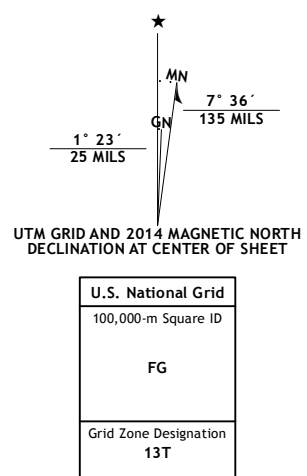 ★
MN
GN
7° 36´
135 MILS
1° 23´
25 MILS
UTM GRID AND 2014 MAGNETIC NORTH
DECLINATION AT CENTER OF SHEET
U.S. National Grid
100,000-m Square ID
FG
Grid Zone Designation
13T